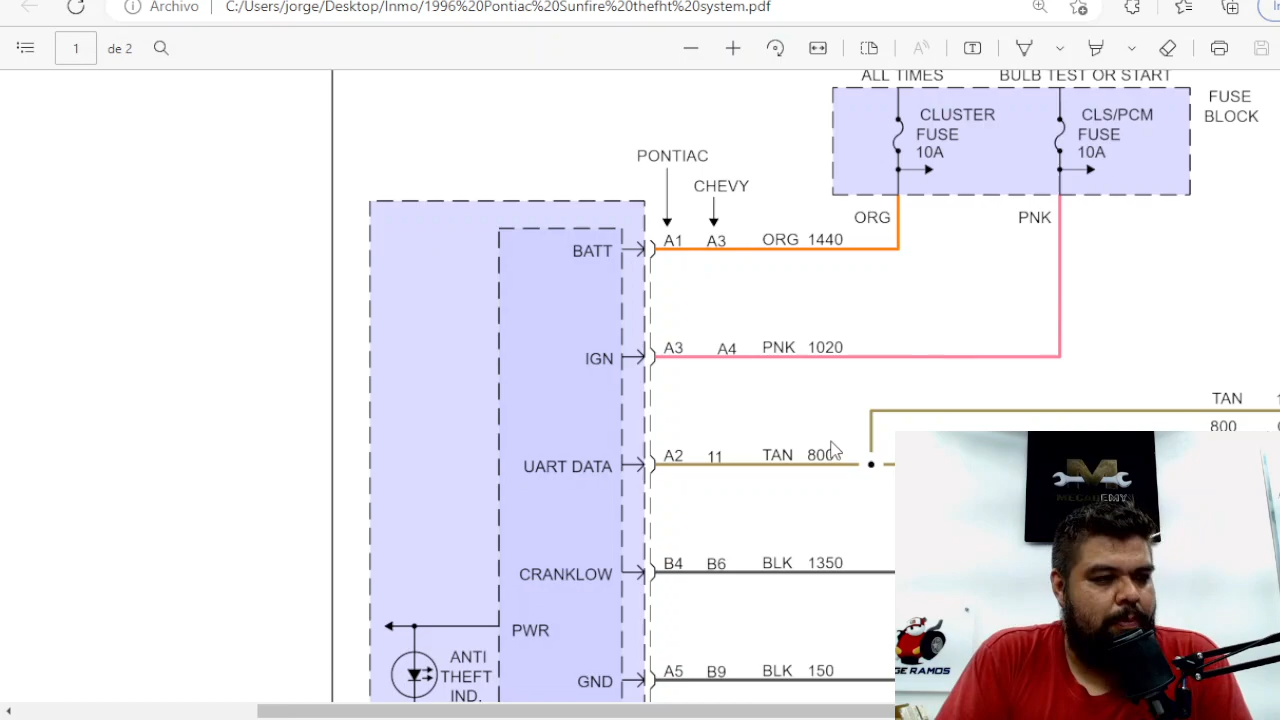 Archivo C:/Users/jorge/Desktop/Inmo/1996%20Pontiac%20Sunfire%20thefht%20system.pdf
1 de 2
ALL TIMES BULB TEST OR START
CLUSTER
FUSE
10A
CLS/PCM
FUSE
10A
FUSE
BLOCK
PONTIAC
CHEVY
ORG PNK
BATT A1 A3 ORG 1440
IGN A3 A4 PNK 1020
TAN
800
UART DATA A2 11 TAN 800
CRANKLOW B4 B6 BLK 1350
PWR
ANTI
THEFT
IND.
GND A5 B9 BLK 150
M
GE RAMOS